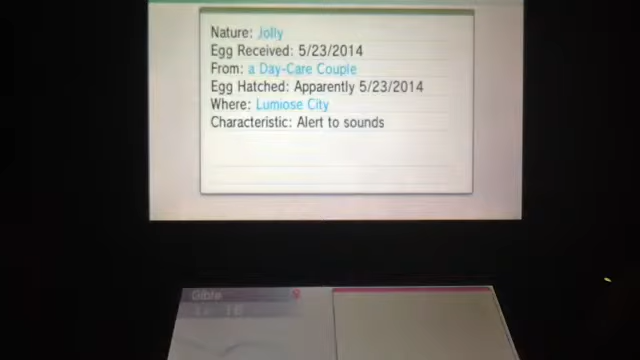 Nature: Jolly
Egg Received: 5/23/2014
From: a Day-Care Couple
Egg Hatched: Apparently 5/23/2014
Where: Lumiose City
Characteristic: Alert to sounds
Gible ♀